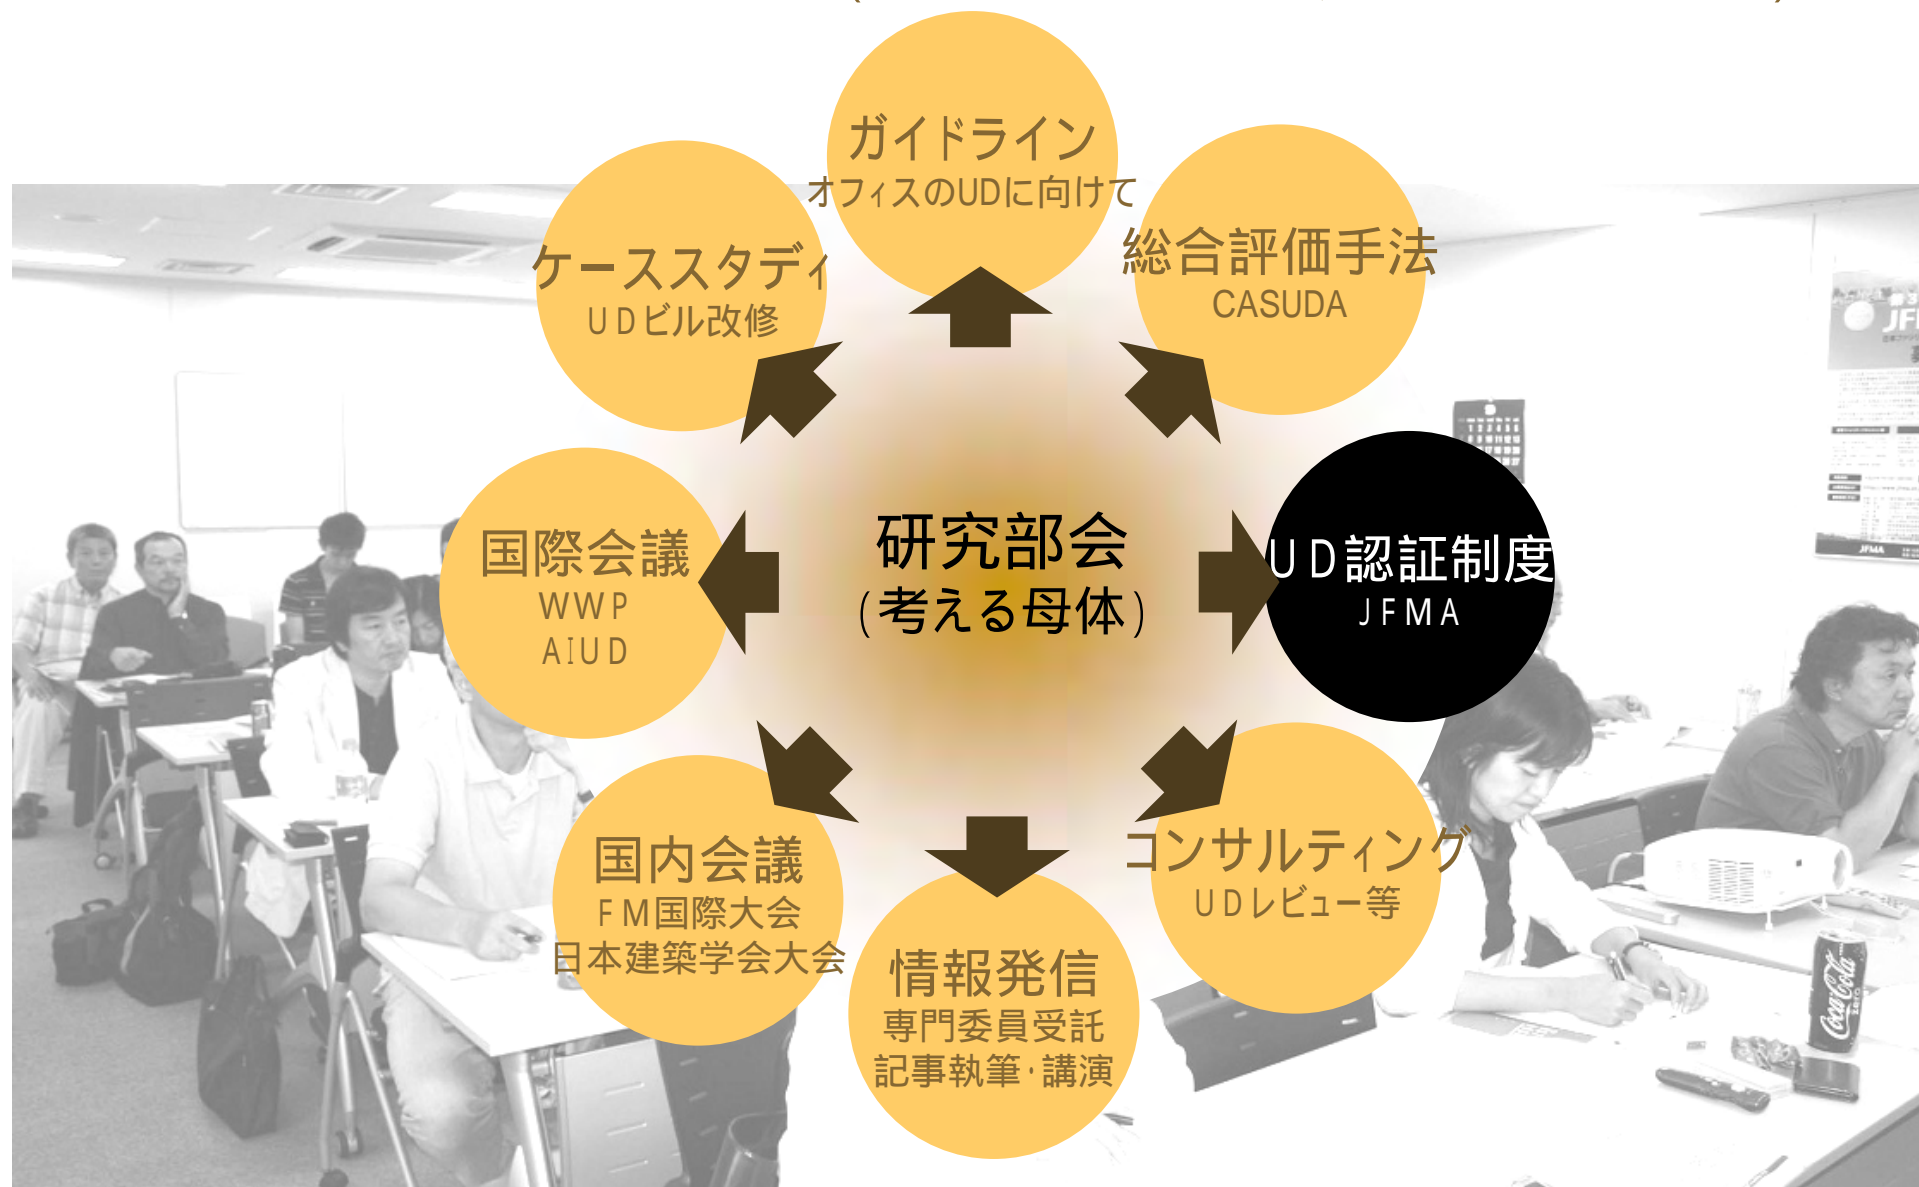 ガイドライン
オフィスのUDに向けて
総合評価手法
CASUDA
ケーススタディ
UDビル改修
研究部会
(考える母体)
UD認証制度
JFMA
国際会議
WWP
AIUD
コンサルティング
UDレビュー等
国内会議
FM国際大会
日本建築学会大会
情報発信
専門委員受託
記事執筆・講演
JFMA
Coca-Cola
zero